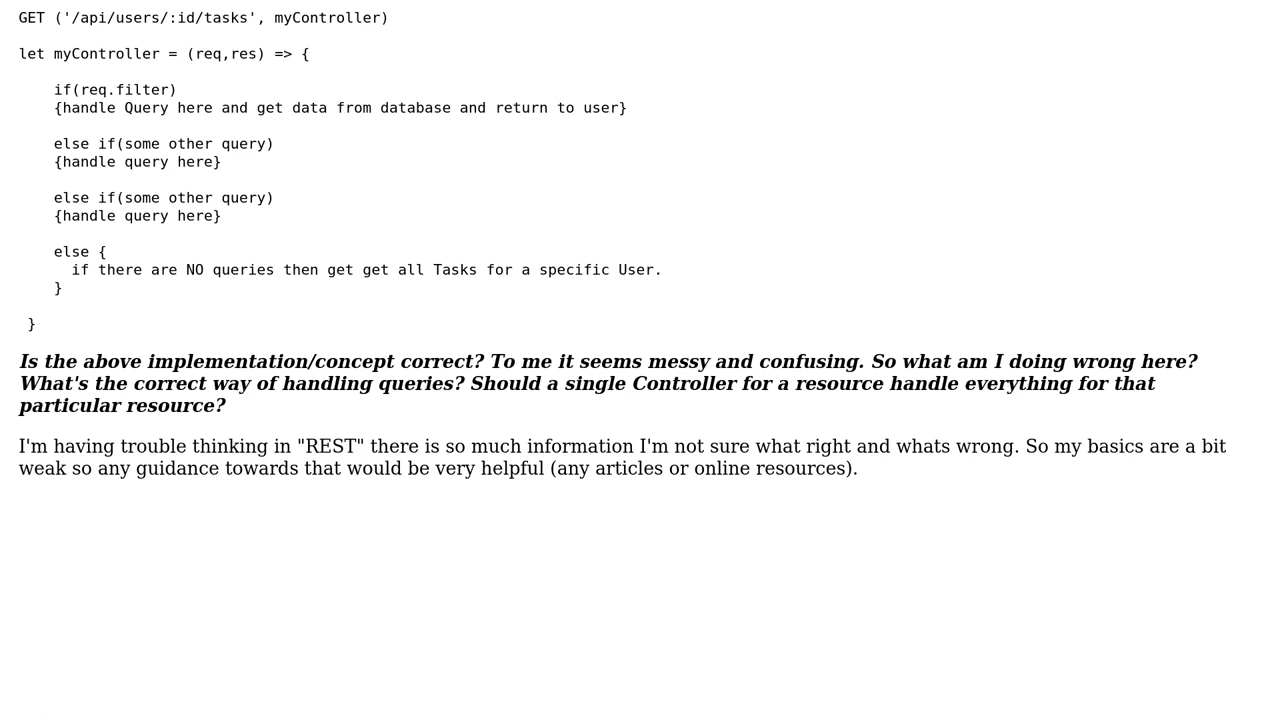 GET ('/api/users/:id/tasks', myController)
let myController = (req,res) => {
if(req.filter)
{handle Query here and get data from database and return to user}
else if(some other query)
{handle query here}
else if(some other query)
{handle query here}
else {
if there are NO queries then get get all Tasks for a specific User.
}
}
Is the above implementation/concept correct? To me it seems messy and confusing. So what am I doing wrong here?
What's the correct way of handling queries? Should a single Controller for a resource handle everything for that
particular resource?
I'm having trouble thinking in "REST" there is so much information I'm not sure what right and whats wrong. So my basics are a bit
weak so any guidance towards that would be very helpful (any articles or online resources).